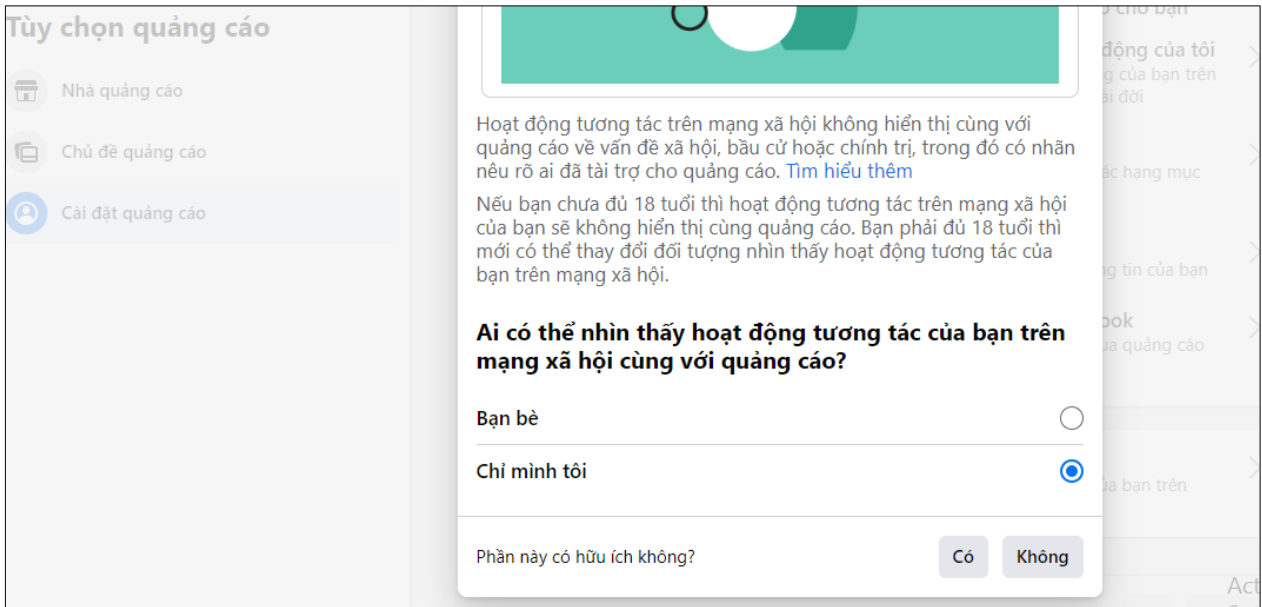 Tùy chọn quảng cáo
Nhà quảng cáo
Chủ đề quảng cáo
Cài đặt quảng cáo
Hoạt động tương tác trên mạng xã hội không hiển thị cùng với
quảng cáo về vấn đề xã hội, bầu cử hoặc chính trị, trong đó có nhãn
nêu rõ ai đã tài trợ cho quảng cáo. Tìm hiểu thêm
Nếu bạn chưa đủ 18 tuổi thì hoạt động tương tác trên mạng xã hội
của bạn sẽ không hiển thị cùng quảng cáo. Bạn phải đủ 18 tuổi thì
mới có thể thay đổi đối tượng nhìn thấy hoạt động tương tác của
bạn trên mạng xã hội.
Ai có thể nhìn thấy hoạt động tương tác của bạn trên
mạng xã hội cùng với quảng cáo?
Bạn bè
Chỉ mình tôi
Phần này có hữu ích không?
Có
Không
cho bạn
động của tôi
của bạn trên
ài đời
hạng mục
tin của bạn
ook
quảng cáo
bạn trên
Act